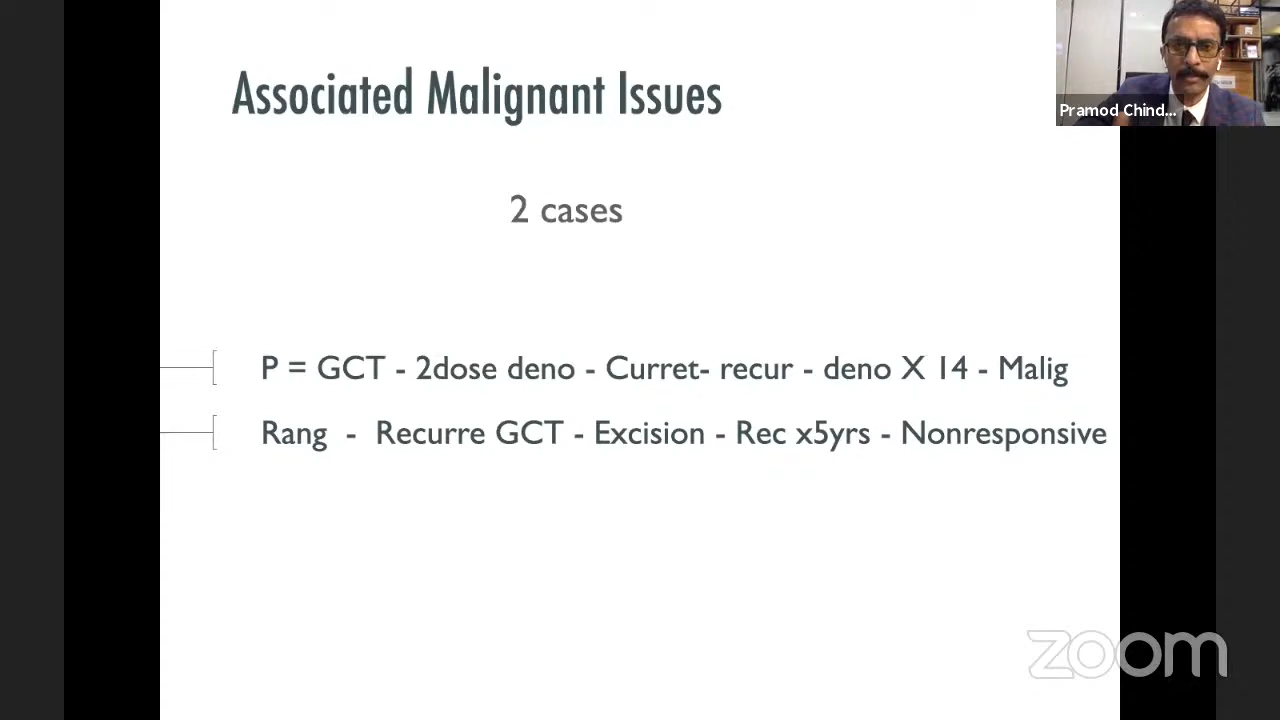 Associated Malignant Issues
Pramod Chind...
2 cases
P = GCT - 2dose deno - Curret- recur - deno X 14 - Malig
Rang - Recurre GCT - Excision - Rec x5yrs - Nonresponsive
zoom